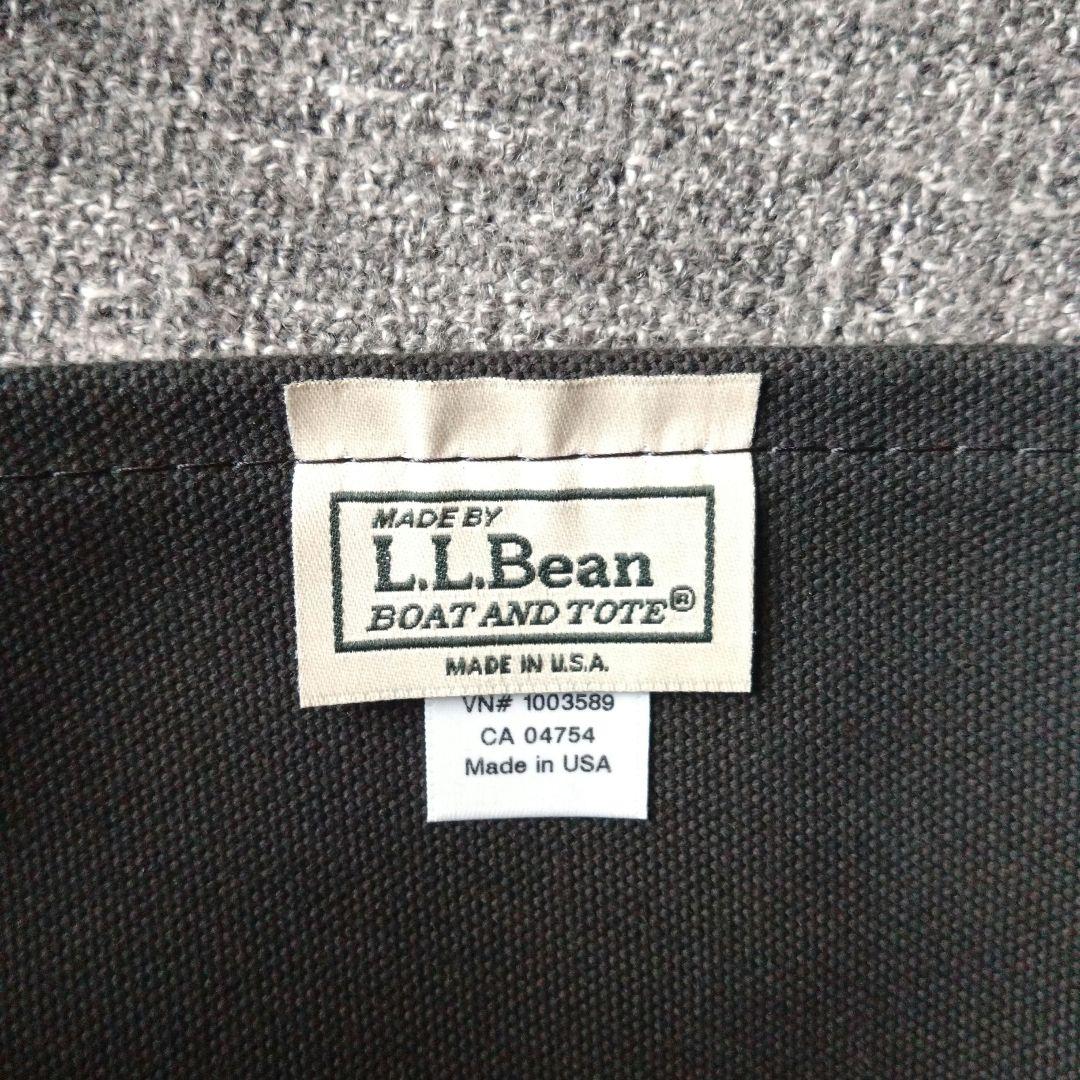 MADE BY
L.L.Bean
BOAT AND TOTE®
MADE IN U.S.A.
VN# 1003589
CA 04754
Made in USA